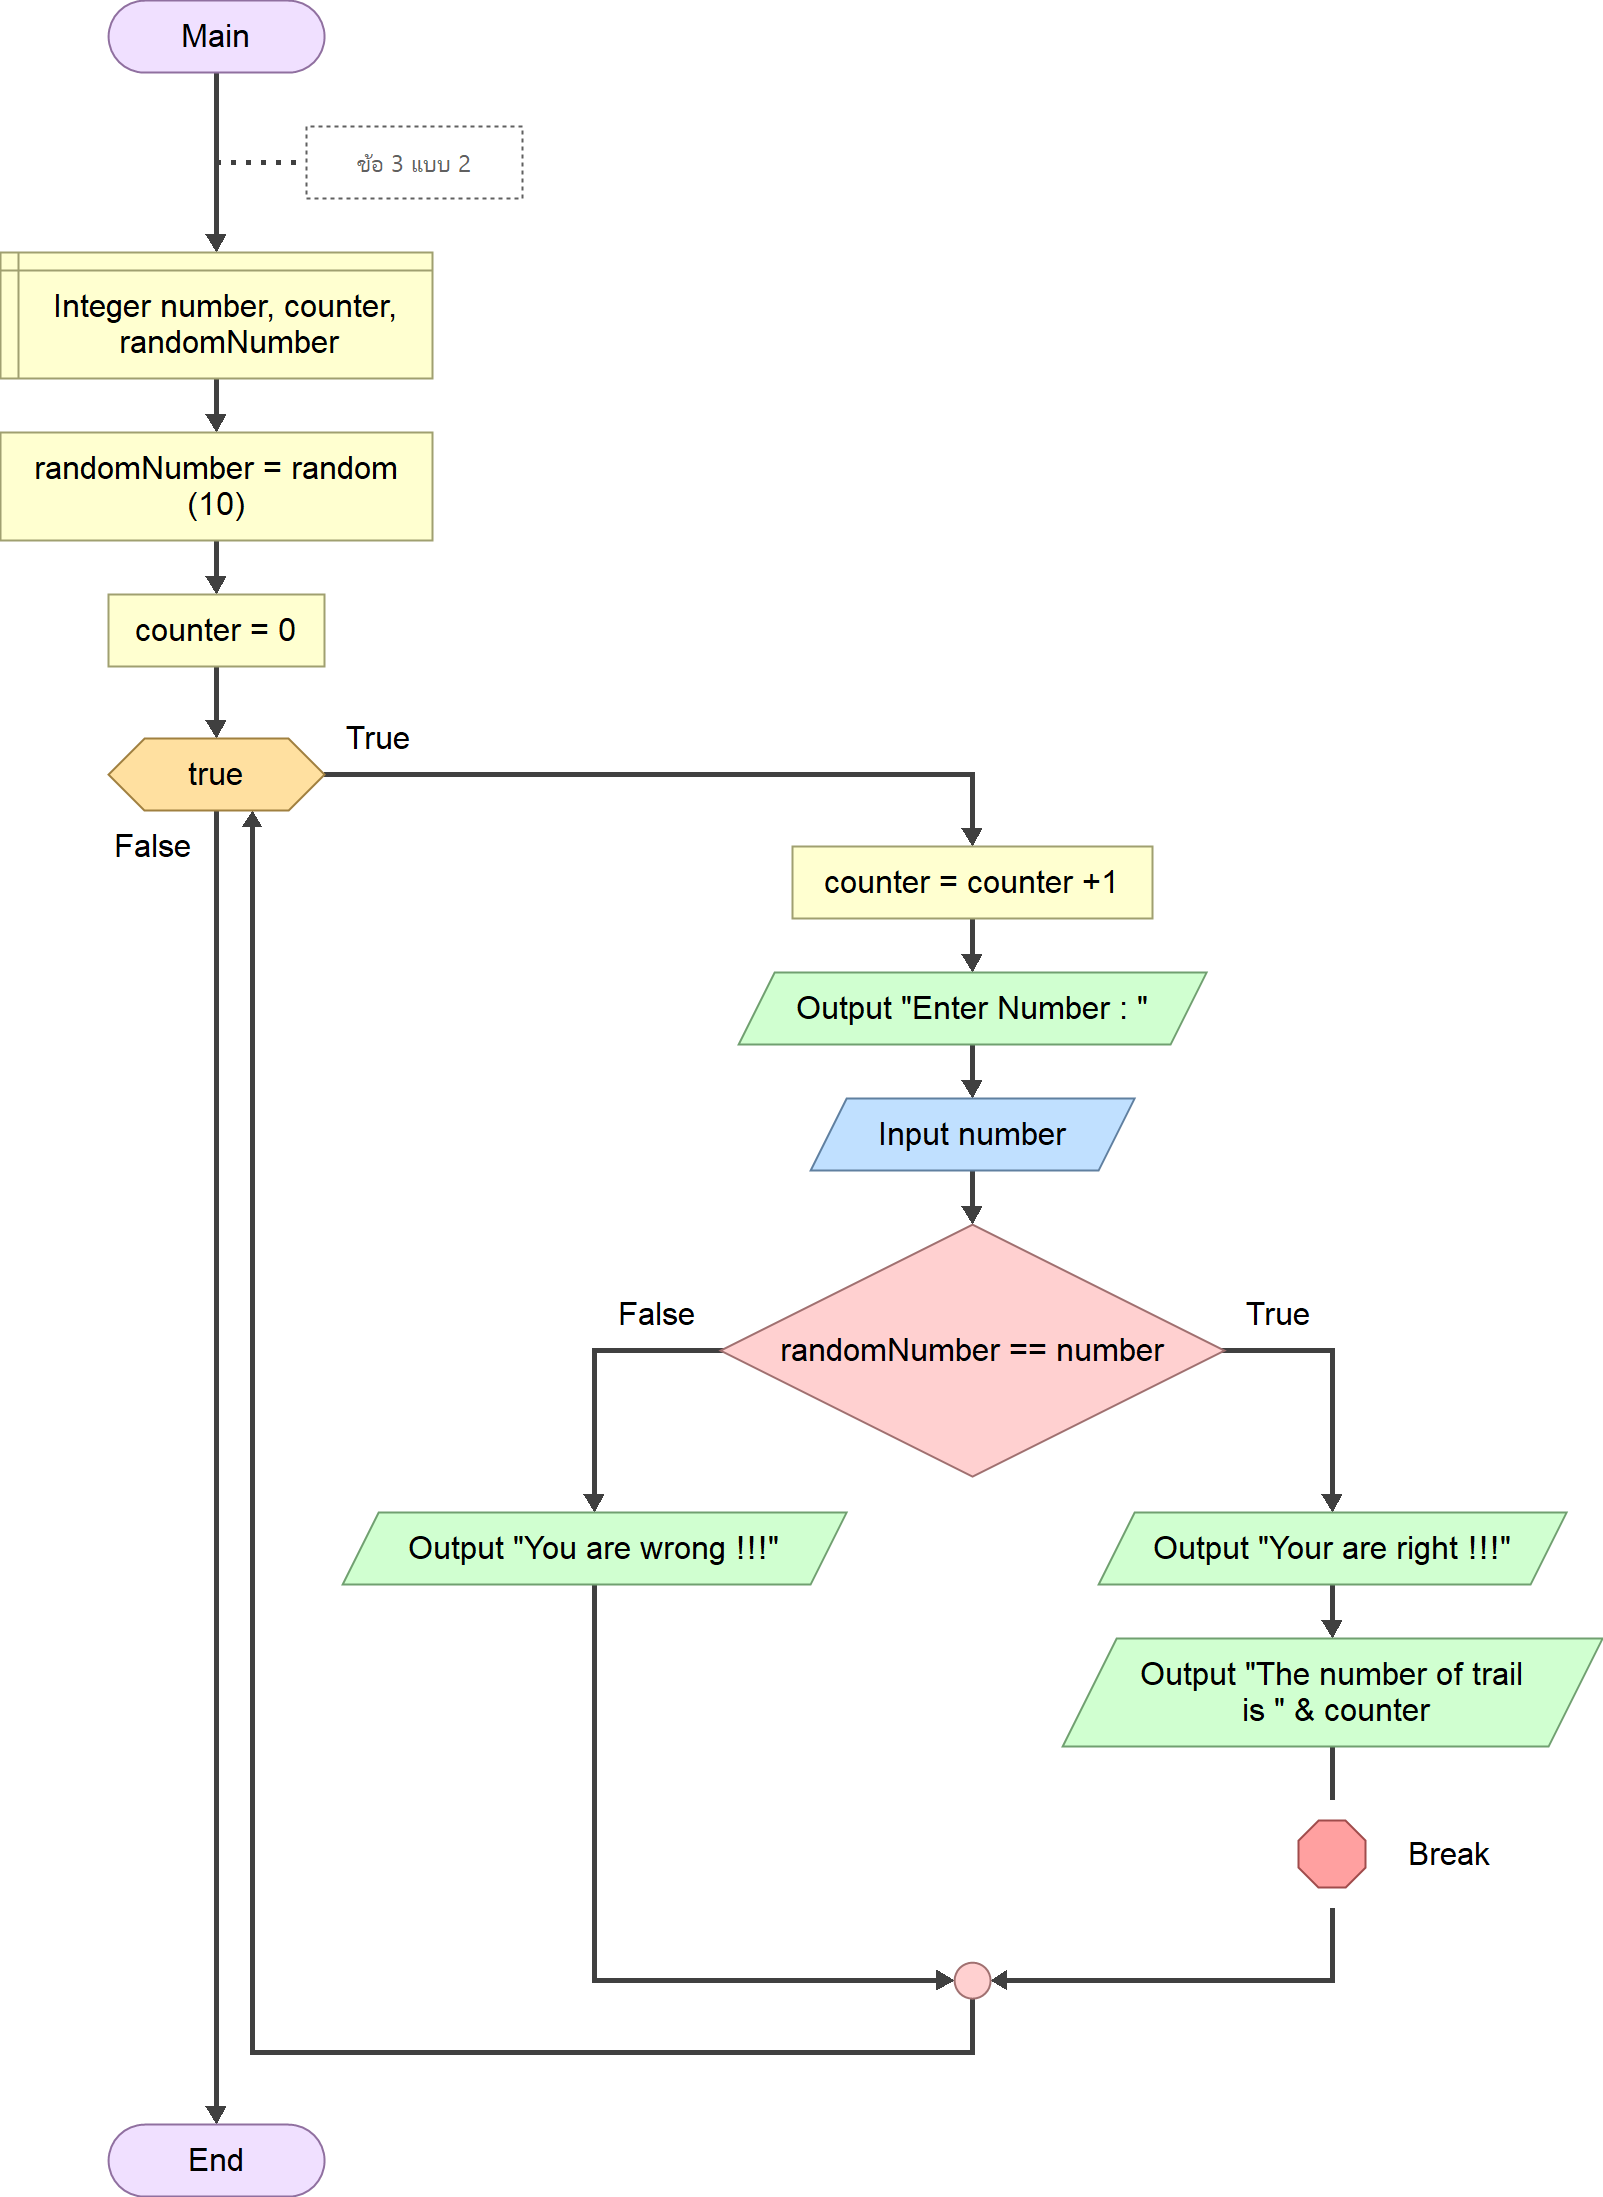 Main
ข้อ 3 แบบ 2
Integer number, counter,
randomNumber
randomNumber = random
(10)
counter = 0
true
True
False
counter = counter +1
Output "Enter Number : "
Input number
randomNumber == number
False
True
Output "You are wrong !!!"
Output "Your are right !!!"
Output "The number of trail
is " & counter
Break
End